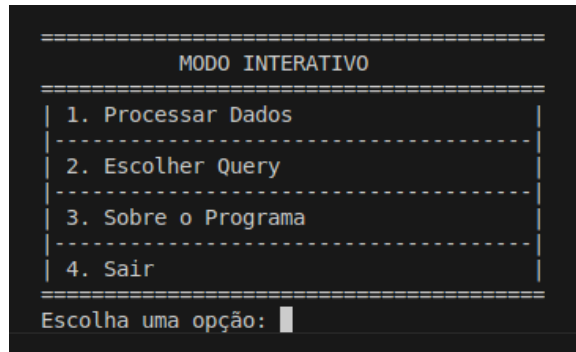 ========================================
MODO INTERATIVO
========================================
| 1. Processar Dados |
|--------------------------------------|
| 2. Escolher Query |
|--------------------------------------|
| 3. Sobre o Programa |
|--------------------------------------|
| 4. Sair |
========================================
Escolha uma opção: